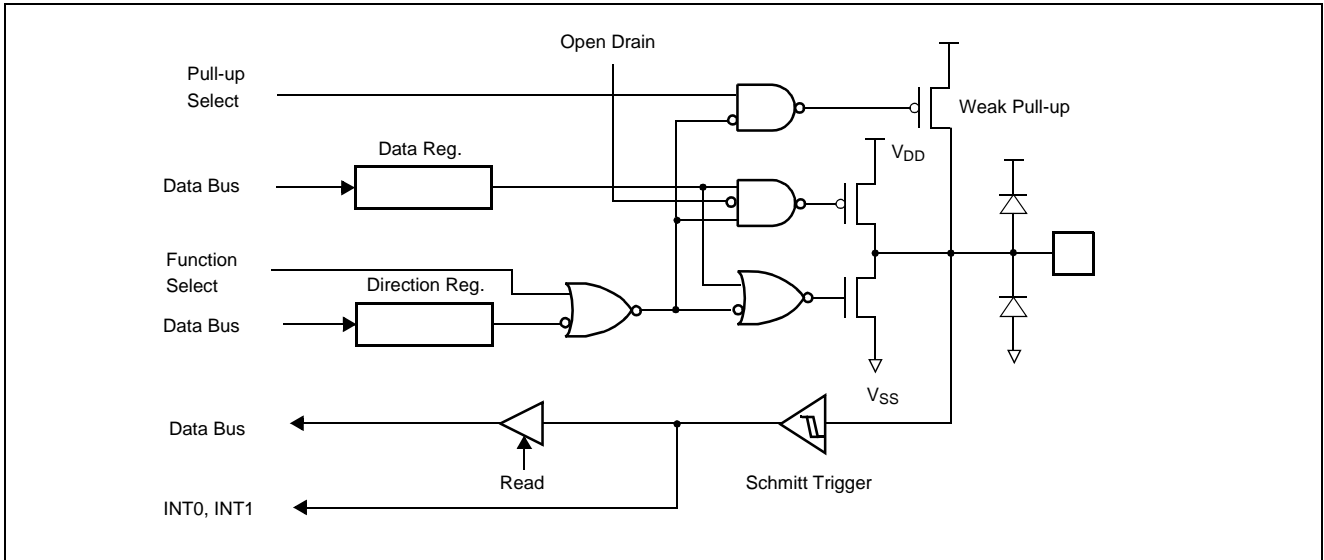 Open Drain
Pull-up
Select
Weak Pull-up
Data Reg.
VDD
Data Bus
Function
Select
Direction Reg.
Data Bus
VSS
Data Bus
Read
Schmitt Trigger
INT0, INT1